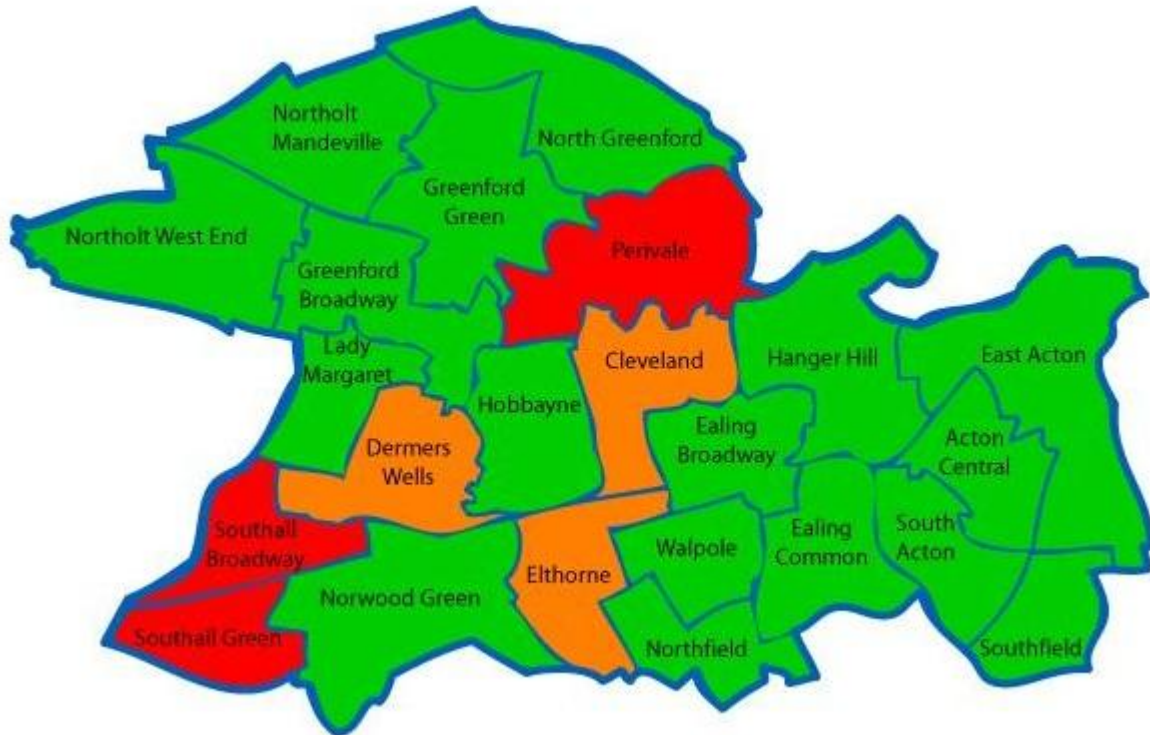 Northolt
Mandeville
North Greenford
Greenford
Green
Northolt West End
Perivale
Greenford
Broadway
Lady
Margaret
Cleveland
Hanger Hill
East Acton
Hobbayne
Ealing
Broadway
Dermers
Wells
Acton
Central
Southall
Broadway
Walpole
Ealing
Common
South
Acton
Elthorne
Norwood Green
Southall Green
Northfield
Southfield